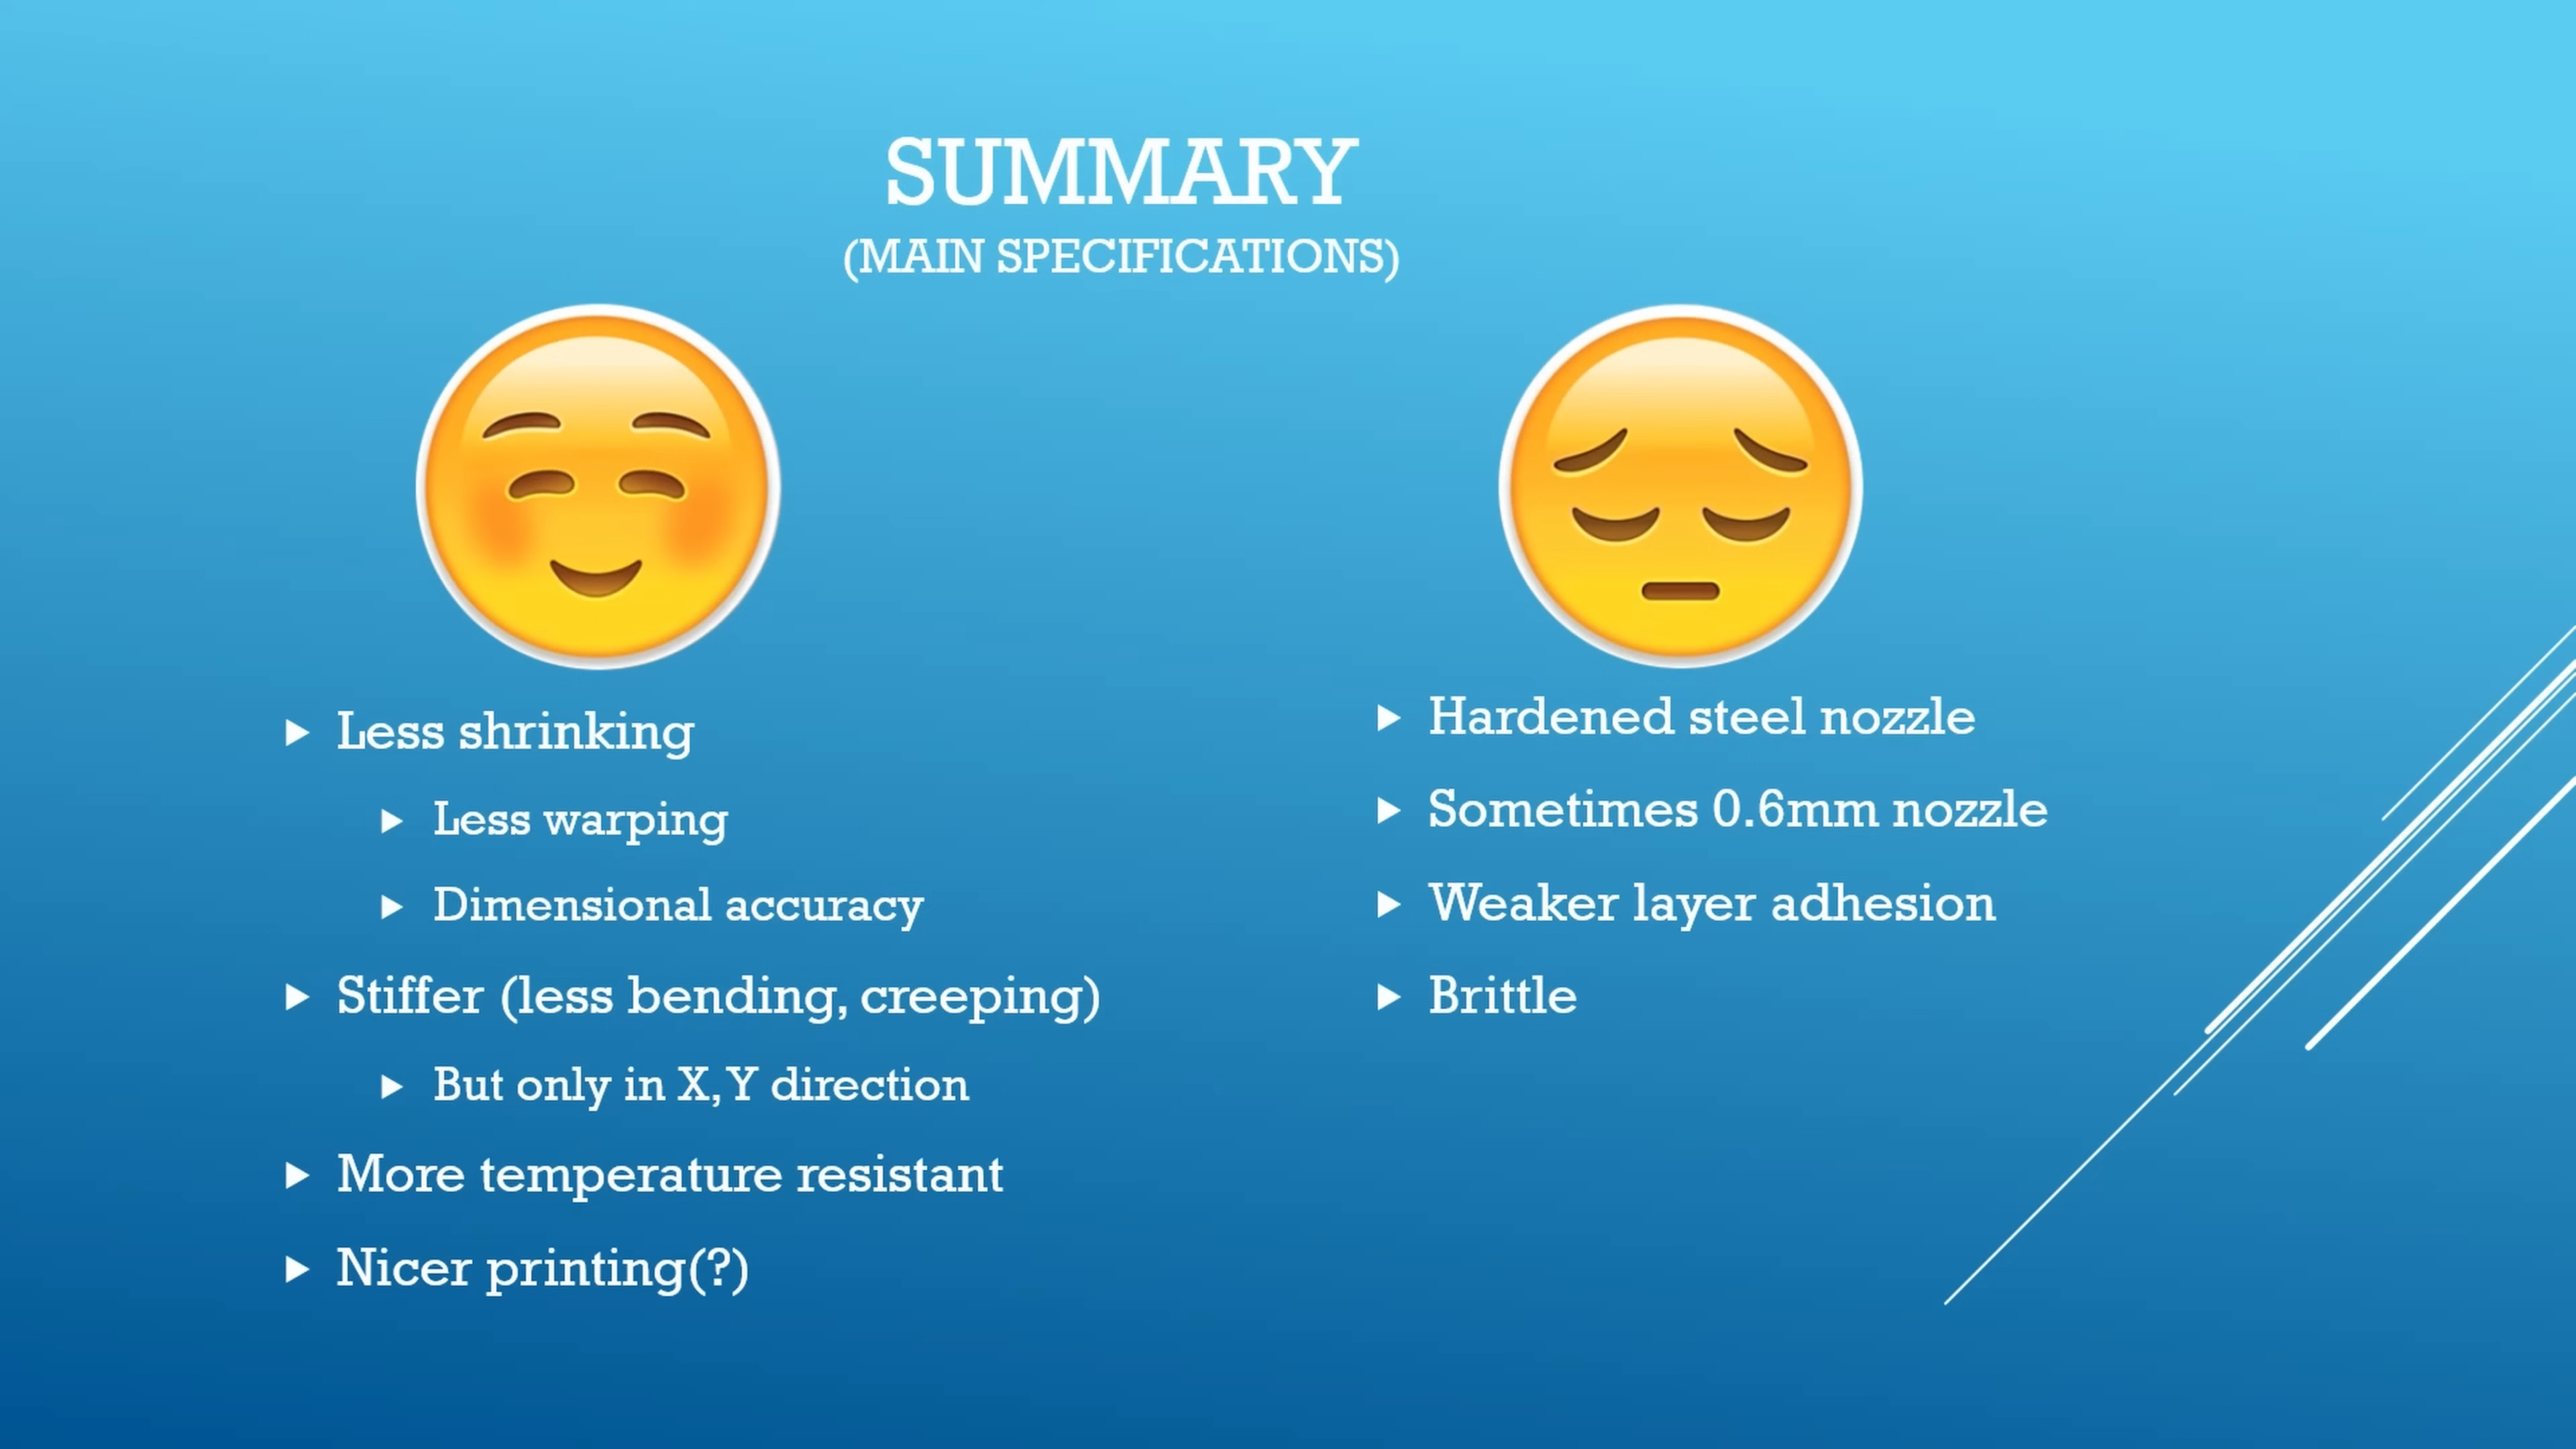 SUMMARY
(MAIN SPECIFICATIONS)
Less shrinking
Less warping
Dimensional accuracy
Stiffer (less bending, creeping)
But only in X,Y direction
More temperature resistant
Nicer printing(?)
Hardened steel nozzle
Sometimes 0.6mm nozzle
Weaker layer adhesion
Brittle